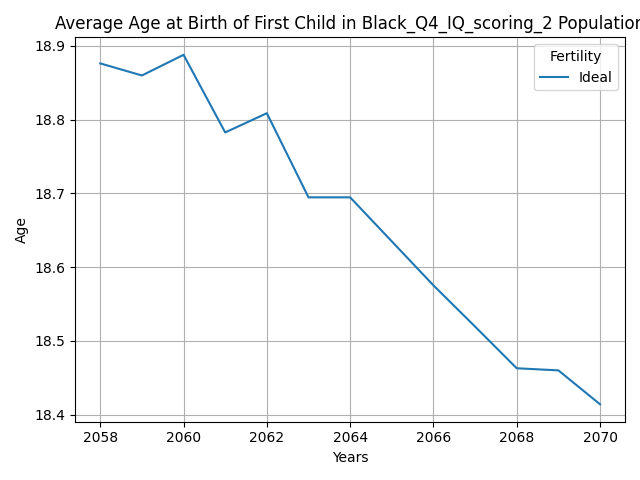 Average Age at Birth of First Child in Black_Q4_IQ_scoring_2 Population
Fertility
Ideal
18.9
18.8
18.7
18.6
18.5
18.4
Age
2058 2060 2062 2064 2066 2068 2070
Years